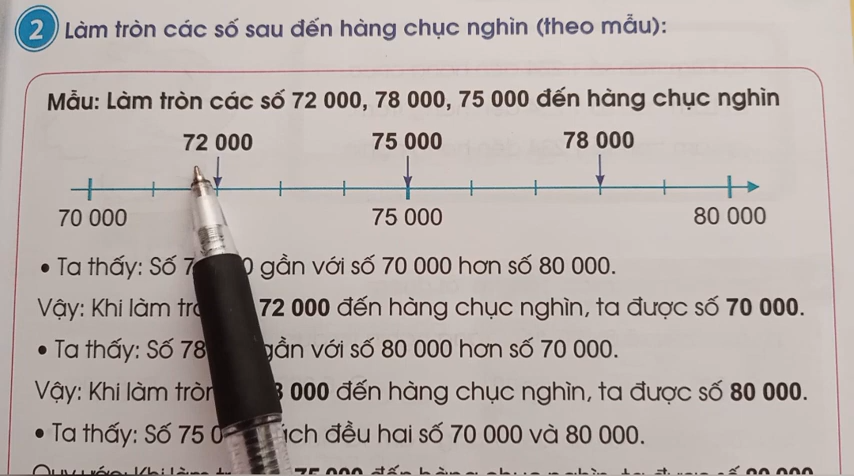 2 Làm tròn các số sau đến hàng chục nghìn (theo mẫu):
Mẫu: Làm tròn các số 72 000, 78 000, 75 000 đến hàng chục nghìn
72 000 75 000 78 000
70 000 75 000 80 000
• Ta thấy: Số 7 0 gần với số 70 000 hơn số 80 000.
Vậy: Khi làm 72 000 đến hàng chục nghìn, ta được số 70 000.
• Ta thấy: Số 78 gần với số 80 000 hơn số 70 000.
Vậy: Khi làm 000 đến hàng chục nghìn, ta được số 80 000.
• Ta thấy: Số 75 đều hai số 70 000 và 80 000.